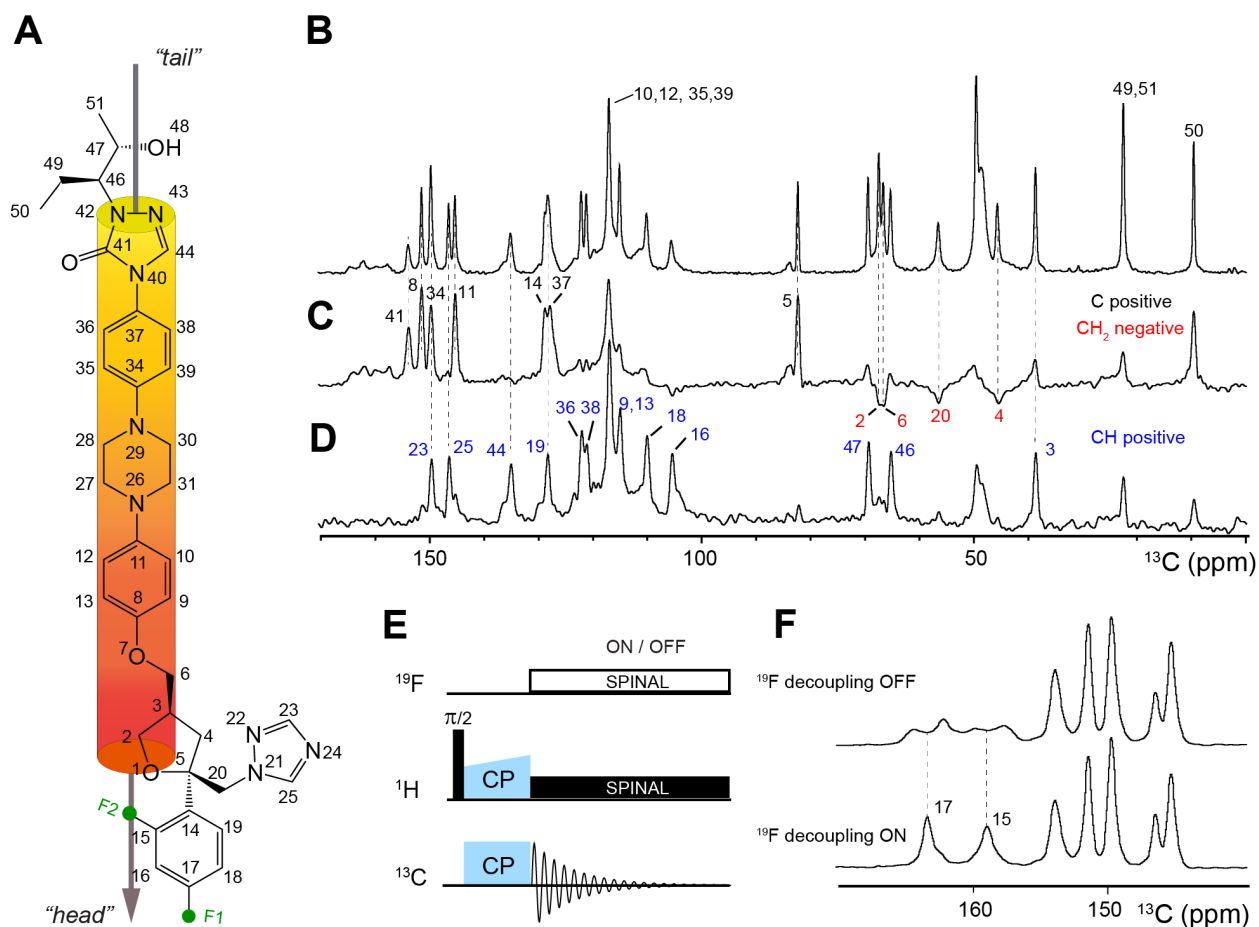 A
"tail"
51
48
47
OH
49
46
43
50
42
N
N
41
44
O
N
40
36
38
37
34
35
39
N
28
30
29
26
27
31
N
12
10
11
13
9
8
7
O
6
3
23
22
N
2
4
N
24
5
21
1
O
20
N
25
F2
14
19
15
17
16
18
"head"
F1
B
10,12, 35,39
49,51
50
C
8
34
11
14
37
41
5
C positive
CH2 negative
2
6
20
4
D
23
25
44
19
36
38
9,13
18
16
47
46
3
CH positive
150
100
50
13C (ppm)
E
ON / OFF
19F
SPINAL
π/2
1H
CP
SPINAL
13C
CP
F
19F decoupling OFF
17
15
19F decoupling ON
160
150
13C (ppm)